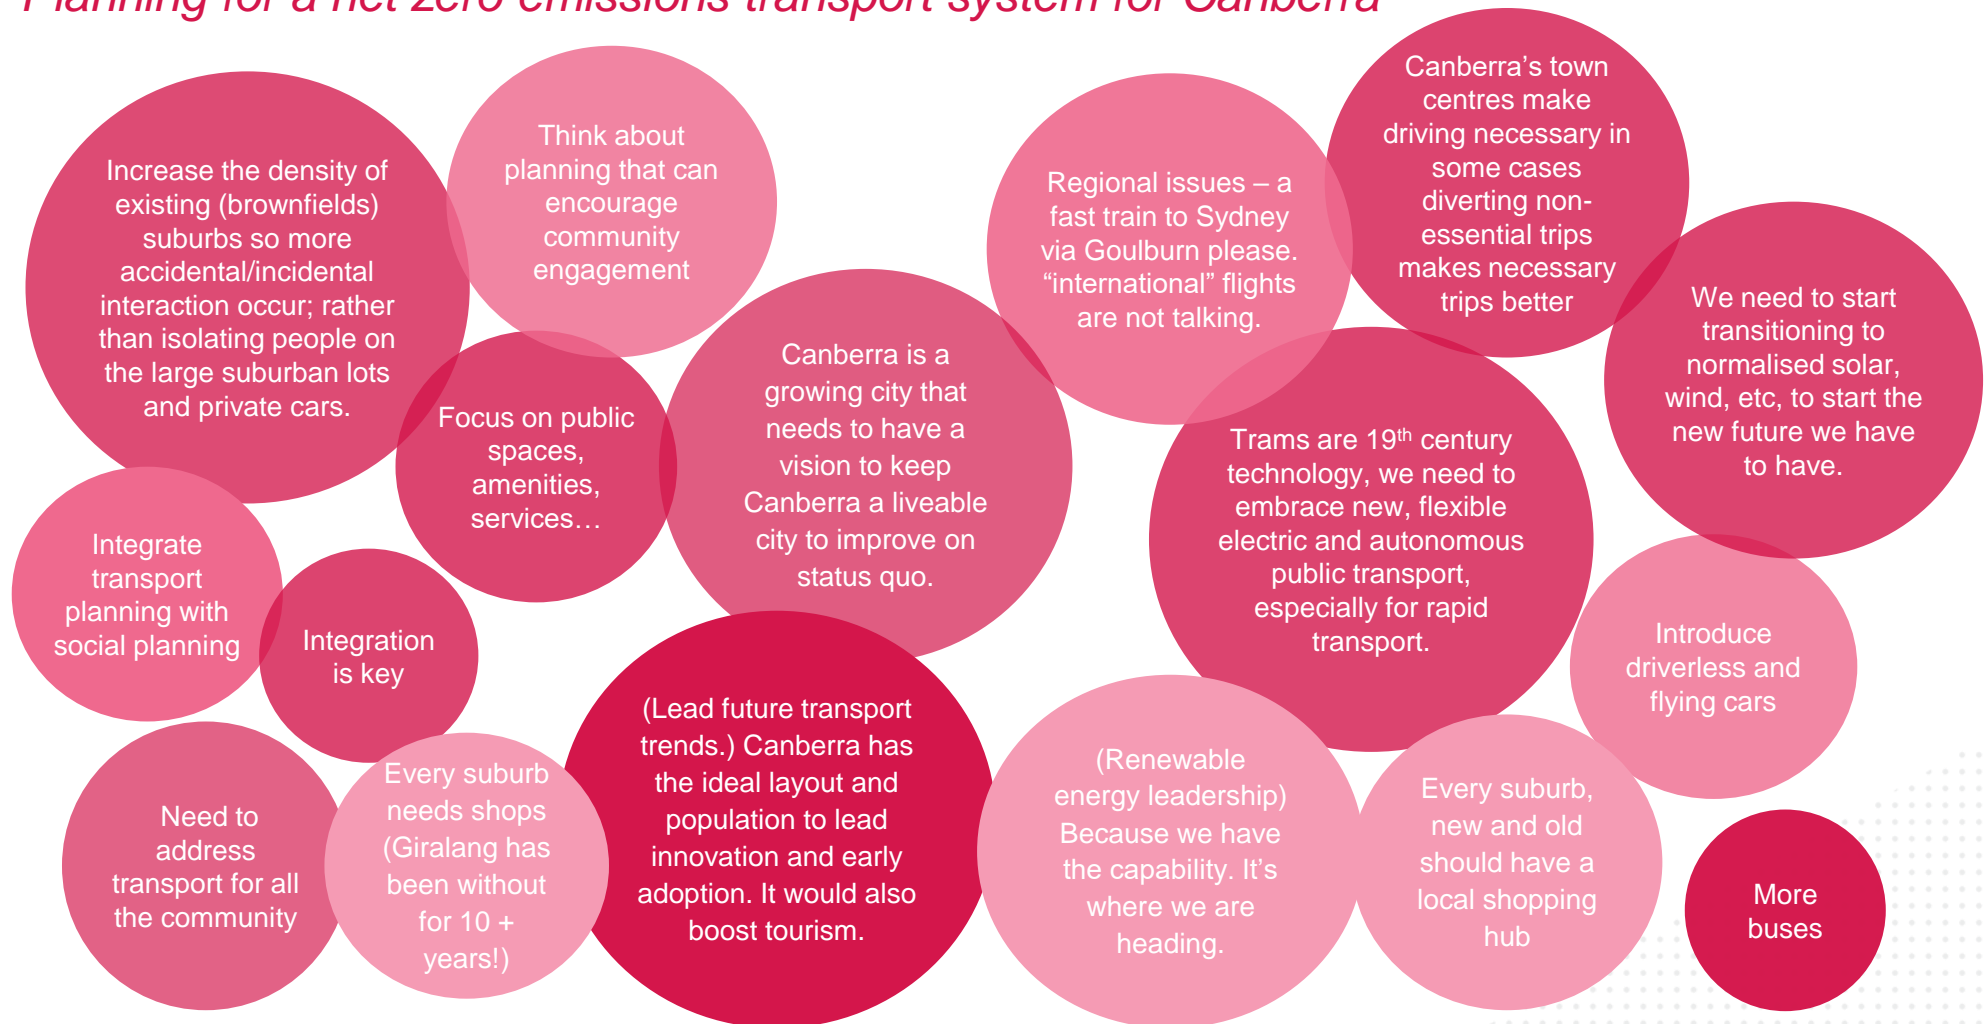 Planning for a net zero emissions transport system for Canberra
Increase the density of
existing (brownfields)
suburbs so more
accidental/incidental
interaction occur; rather
than isolating people on
the large suburban lots
and private cars.
Think about
planning that can
encourage
community
engagement
Regional issues – a
fast train to Sydney
via Goulburn please.
“international” flights
are not talking.
Canberra’s town
centres make
driving necessary in
some cases
diverting non-
essential trips
makes necessary
trips better
We need to start
transitioning to
normalised solar,
wind, etc, to start the
new future we have
to have.
Focus on public
spaces,
amenities,
services…
Canberra is a
growing city that
needs to have a
vision to keep
Canberra a liveable
city to improve on
status quo.
Trams are 19th century
technology, we need to
embrace new, flexible
electric and autonomous
public transport,
especially for rapid
transport.
Integrate
transport
planning with
social planning
Integration
is key
Introduce
driverless and
flying cars
Need to
address
transport for all
the community
Every suburb
needs shops
(Giralang has
been without
for 10 +
years!)
(Lead future transport
trends.) Canberra has
the ideal layout and
population to lead
innovation and early
adoption. It would also
boost tourism.
(Renewable
energy leadership)
Because we have
the capability. It’s
where we are
heading.
Every suburb,
new and old
should have a
local shopping
hub
More
buses